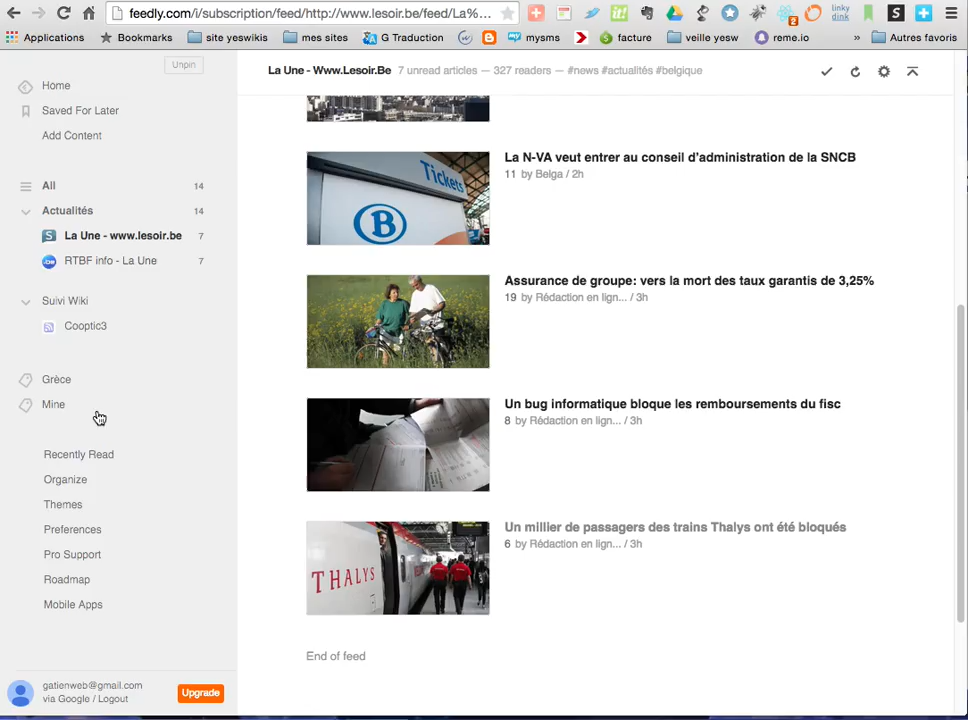 feedly.com/i/subscription/feed/http://www.lesoir.be/feed/La%...
linky dink
Applications Bookmarks site yeswikis mes sites G Traduction mysms facture veille yesw reme.io » Autres favoris
Unpin
Home
Saved For Later
Add Content
All 14
Actualités 14
La Une - www.lesoir.be 7
RTBF info - La Une 7
Suivi Wiki
Cooptic3
Grèce
Mine
Recently Read
Organize
Themes
Preferences
Pro Support
Roadmap
Mobile Apps
gatienweb@gmail.com
via Google / Logout
Upgrade
La Une - Www.Lesoir.Be 7 unread articles — 327 readers — #news #actualités #belgique
Tickets
B
La N-VA veut entrer au conseil d'administration de la SNCB
11 by Belga / 2h
Assurance de groupe: vers la mort des taux garantis de 3,25%
19 by Rédaction en lign... / 3h
Un bug informatique bloque les remboursements du fisc
8 by Rédaction en lign... / 3h
THALYS
Un millier de passagers des trains Thalys ont été bloqués
6 by Rédaction en lign... / 3h
End of feed